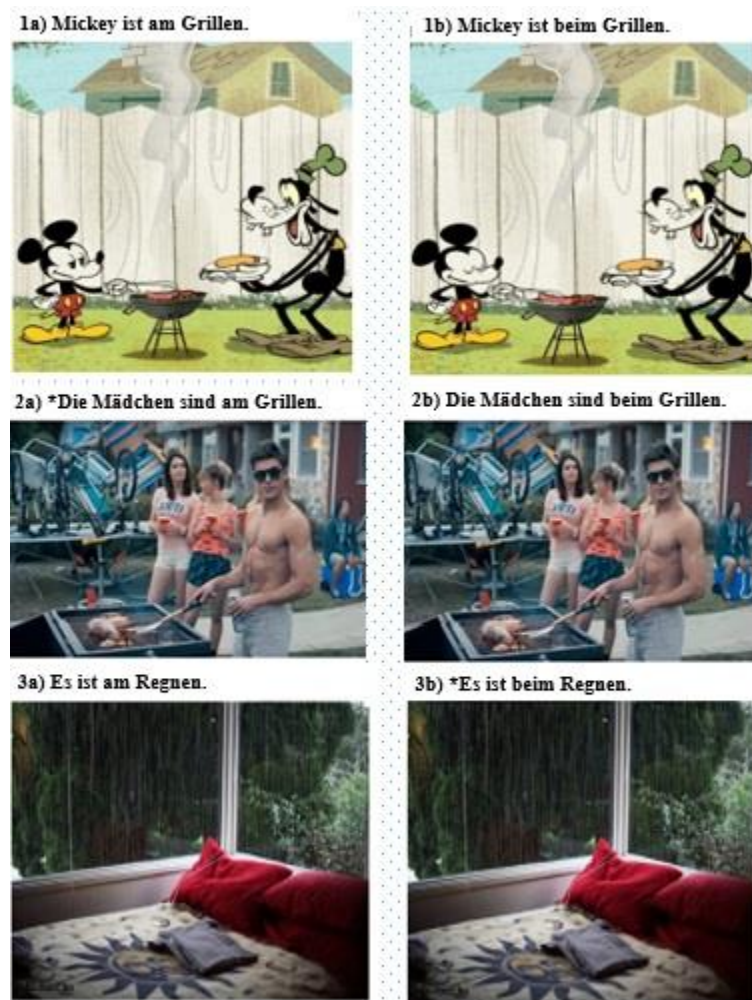 1a) Mickey ist am Grillen.
1b) Mickey ist beim Grillen.
2a) *Die Mädchen sind am Grillen.
2b) Die Mädchen sind beim Grillen.
3a) Es ist am Regnen.
3b) *Es ist beim Regnen.